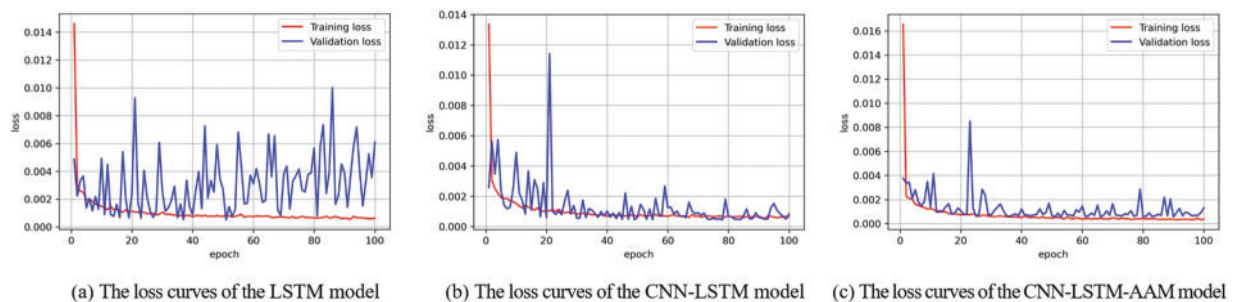 0.014
0.012
0.010
0.008
0.006
0.004
0.002
0.000
loss
0 20 40 60 80 100
epoch
Training loss
Validation loss
(a) The loss curves of the LSTM model
0.014
0.012
0.010
0.008
0.006
0.004
0.002
0.000
loss
0 20 40 60 80 100
epoch
Training loss
Validation loss
(b) The loss curves of the CNN-LSTM model
0.016
0.014
0.012
0.010
0.008
0.006
0.004
0.002
0.000
loss
0 20 40 60 80 100
epoch
Training loss
Validation loss
(c) The loss curves of the CNN-LSTM-AAM model